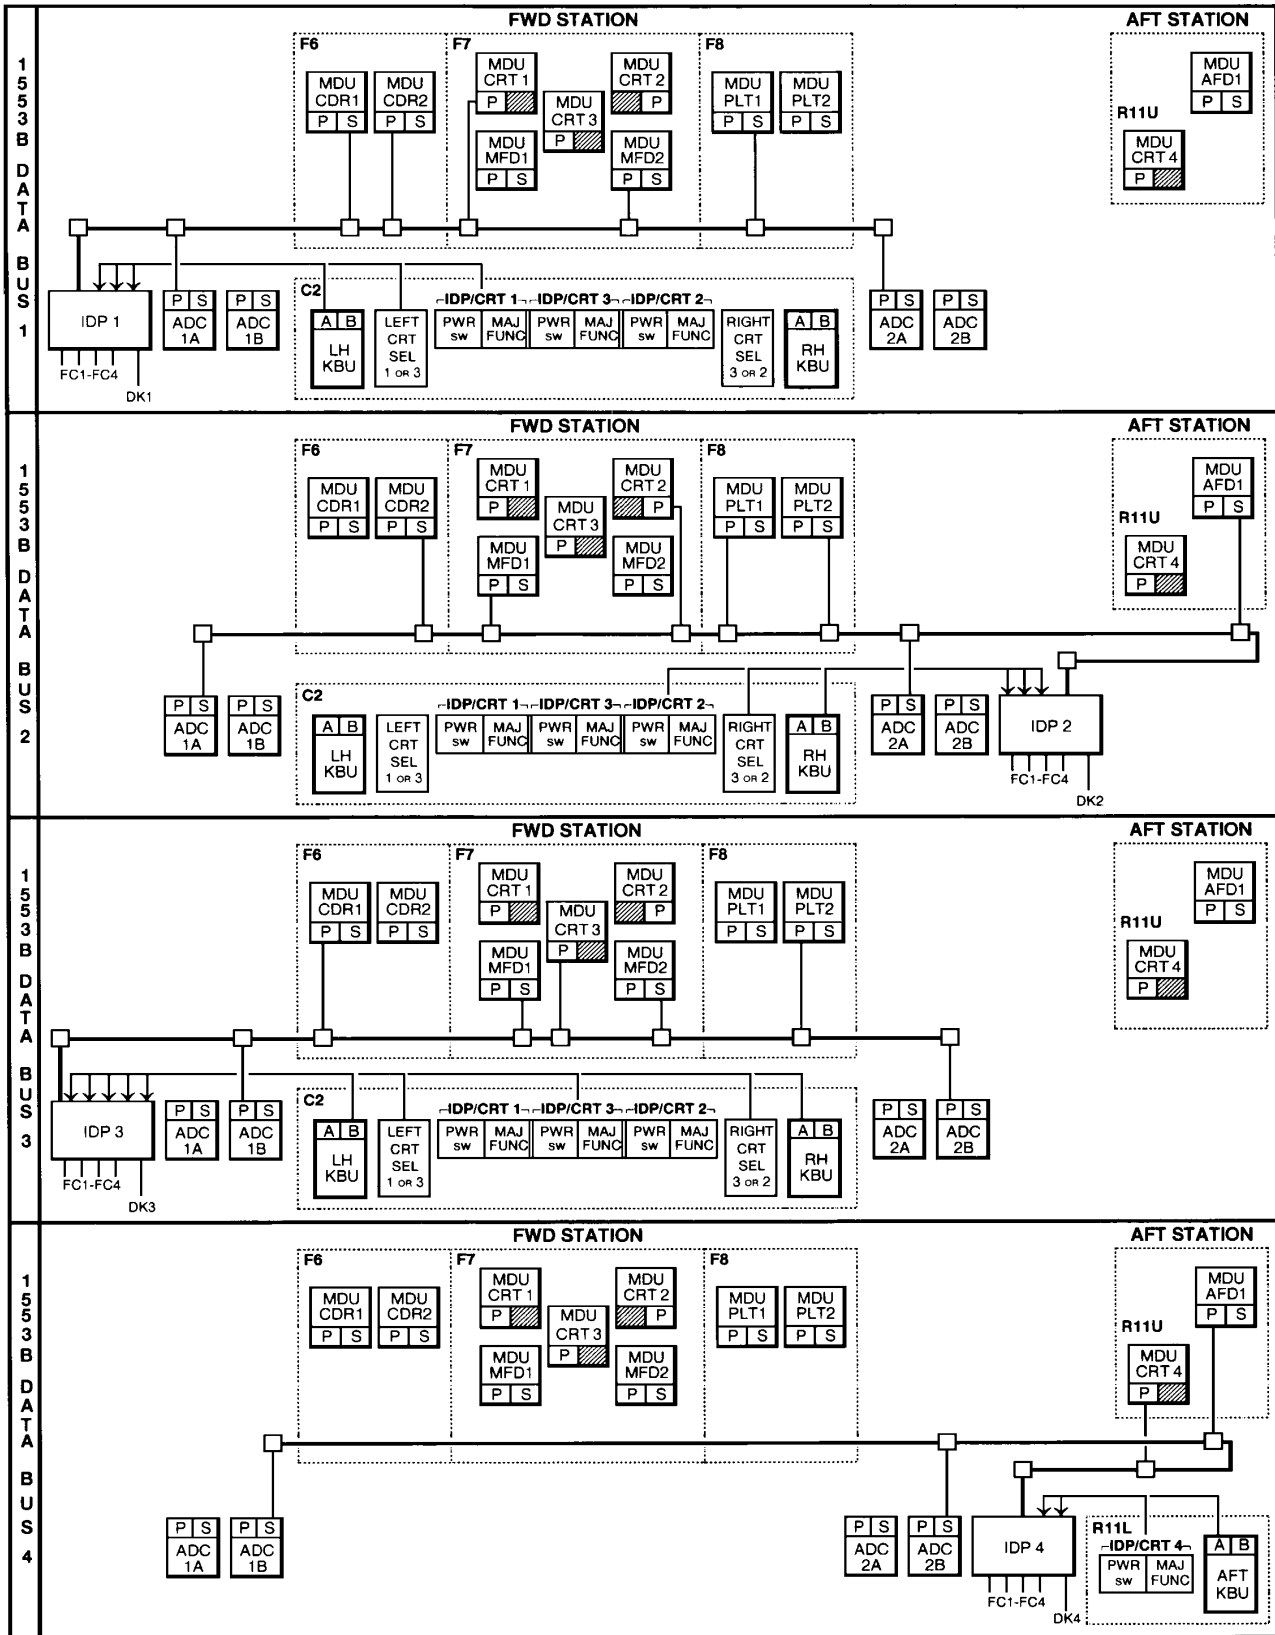 1553B DATA BUS 1
FWD STATION
AFT STATION
F6
F7
F8
MDU CDR1
P S
MDU CDR2
P S
MDU CRT 1
P
MDU CRT 2
P
MDU CRT 3
P
MDU MFD1
P S
MDU MFD2
P S
MDU PLT1
P S
MDU PLT2
P S
MDU AFD1
P S
R11U
MDU CRT 4
P
IDP 1
FC1-FC4
DK1
P S
ADC 1A
P S
ADC 1B
C2
A B
LH KBU
LEFT CRT SEL 1 OR 3
IDP/CRT 1
IDP/CRT 3
IDP/CRT 2
PWR SW
MAJ FUNC
PWR SW
MAJ FUNC
PWR SW
MAJ FUNC
RIGHT CRT SEL 3 OR 2
A B
RH KBU
P S
ADC 2A
P S
ADC 2B
1553B DATA BUS 2
FWD STATION
AFT STATION
F6
F7
F8
MDU CDR1
P S
MDU CDR2
P S
MDU CRT 1
P
MDU CRT 2
P
MDU CRT 3
P
MDU MFD1
P S
MDU MFD2
P S
MDU PLT1
P S
MDU PLT2
P S
MDU AFD1
P S
R11U
MDU CRT 4
P
P S
ADC 1A
P S
ADC 1B
C2
A B
LH KBU
LEFT CRT SEL 1 OR 3
IDP/CRT 1
IDP/CRT 3
IDP/CRT 2
PWR SW
MAJ FUNC
PWR SW
MAJ FUNC
PWR SW
MAJ FUNC
RIGHT CRT SEL 3 OR 2
A B
RH KBU
P S
ADC 2A
P S
ADC 2B
IDP 2
FC1-FC4
DK2
1553B DATA BUS 3
FWD STATION
AFT STATION
F6
F7
F8
MDU CDR1
P S
MDU CDR2
P S
MDU CRT 1
P
MDU CRT 2
P
MDU CRT 3
P
MDU MFD1
P S
MDU MFD2
P S
MDU PLT1
P S
MDU PLT2
P S
MDU AFD1
P S
R11U
MDU CRT 4
P
IDP 3
FC1-FC4
DK3
P S
ADC 1A
P S
ADC 1B
C2
A B
LH KBU
LEFT CRT SEL 1 OR 3
IDP/CRT 1
IDP/CRT 3
IDP/CRT 2
PWR SW
MAJ FUNC
PWR SW
MAJ FUNC
PWR SW
MAJ FUNC
RIGHT CRT SEL 3 OR 2
A B
RH KBU
P S
ADC 2A
P S
ADC 2B
1553B DATA BUS 4
FWD STATION
AFT STATION
F6
F7
F8
MDU CDR1
P S
MDU CDR2
P S
MDU CRT 1
P
MDU CRT 2
P
MDU CRT 3
P
MDU MFD1
P S
MDU MFD2
P S
MDU PLT1
P S
MDU PLT2
P S
MDU AFD1
P S
R11U
MDU CRT 4
P
P S
ADC 1A
P S
ADC 1B
P S
ADC 2A
P S
ADC 2B
IDP 4
FC1-FC4
DK4
R11L
IDP/CRT 4
PWR SW
MAJ FUNC
A B
AFT KBU